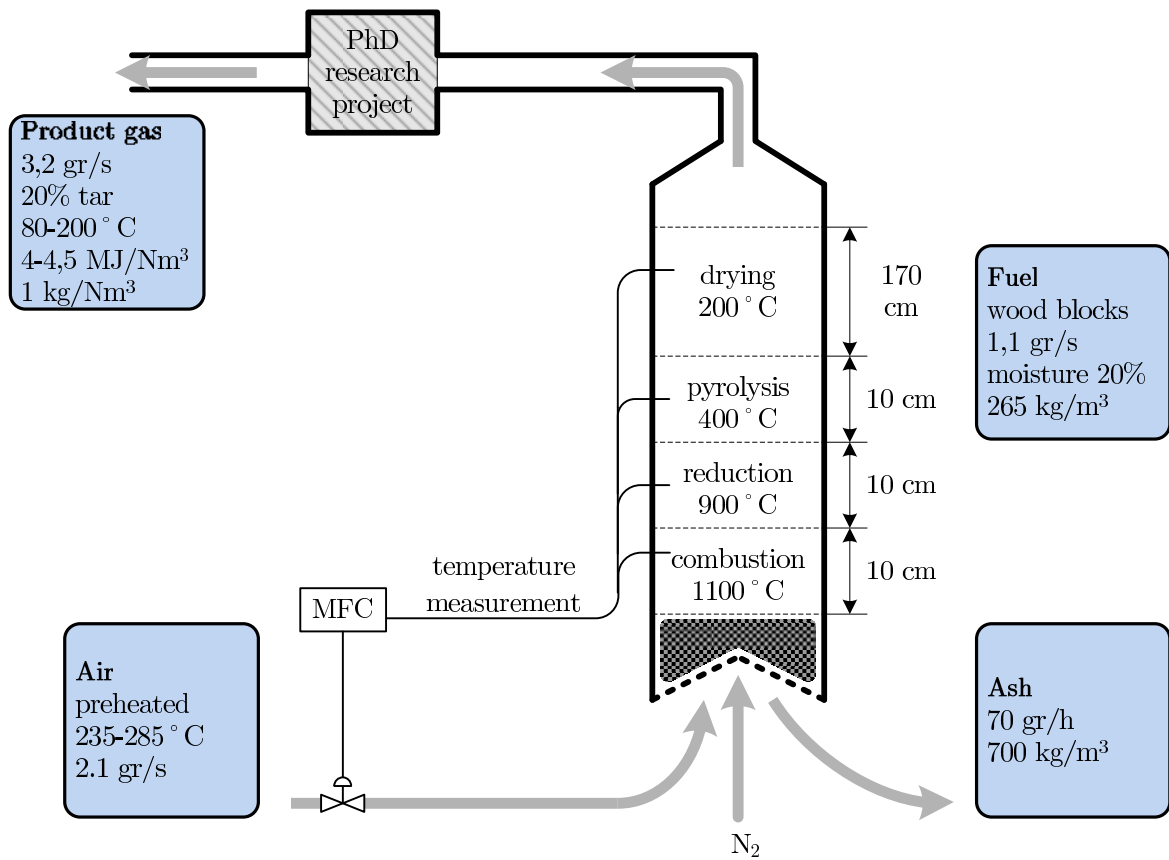 PhD
research
project
Product gas
3,2 gr/s
20% tar
80-200°C
4-4,5 MJ/Nm³
1 kg/Nm³
drying
200°C
170
cm
pyrolysis
400°C
10 cm
reduction
900°C
10 cm
combustion
1100°C
10 cm
Fuel
wood blocks
1,1 gr/s
moisture 20%
265 kg/m³
temperature
measurement
MFC
Air
preheated
235-285°C
2.1 gr/s
Ash
70 gr/h
700 kg/m³
N₂